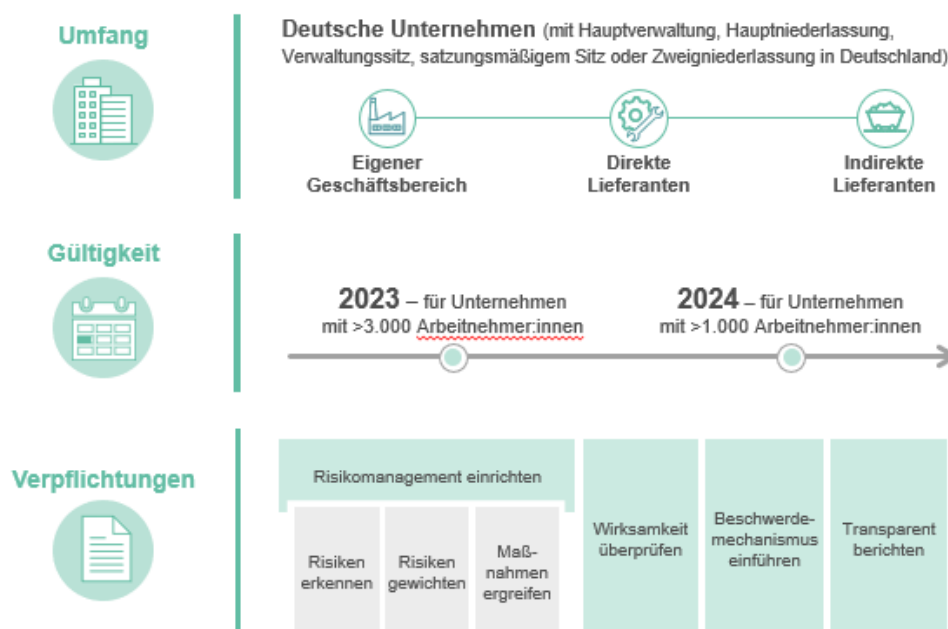 Umfang
Deutsche Unternehmen (mit Hauptverwaltung, Hauptniederlassung,
Verwaltungssitz, satzungsmäßigem Sitz oder Zweigniederlassung in Deutschland)
Eigener
Geschäftsbereich
Direkte
Lieferanten
Indirekte
Lieferanten
Gültigkeit
2023 – für Unternehmen
mit >3.000 Arbeitnehmer:innen
2024 – für Unternehmen
mit >1.000 Arbeitnehmer:innen
Verpflichtungen
Risikomanagement einrichten
Risiken
erkennen
Risiken
gewichten
Maß-
nahmen
ergreifen
Wirksamkeit
überprüfen
Beschwerde-
mechanismus
einführen
Transparent
berichten